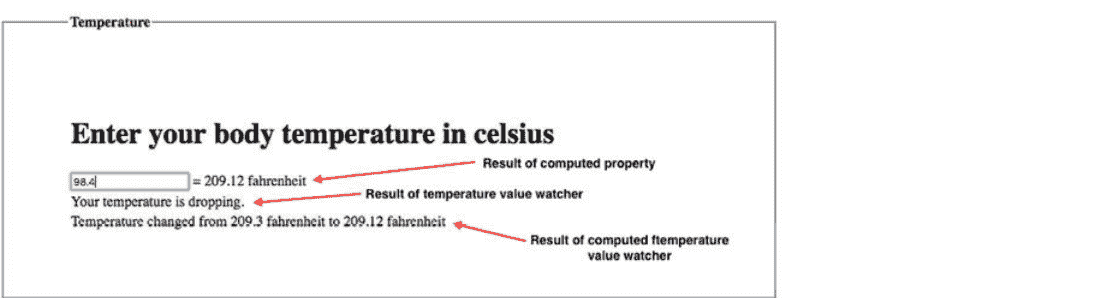 Temperature
Enter your body temperature in celsius
Result of computed property
98.4 = 209.12 fahrenheit
Result of temperature value watcher
Your temperature is dropping.
Temperature changed from 209.3 fahrenheit to 209.12 fahrenheit
Result of computed ftemperature
value watcher